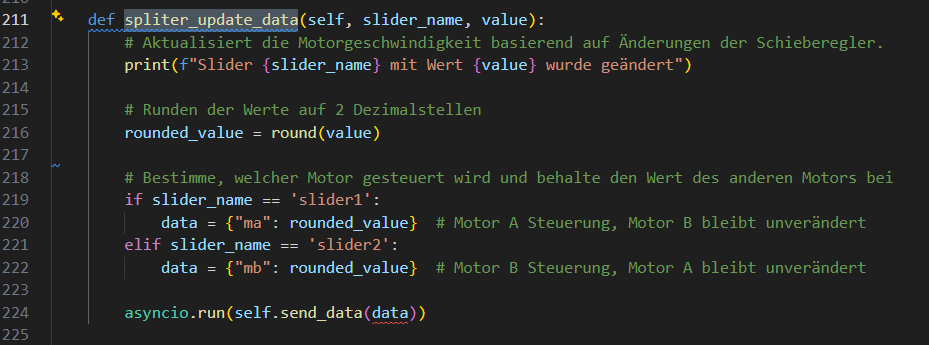 211 def spliter_update_data(self, slider_name, value):
212 # Aktualisiert die Motorgeschwindigkeit basierend auf Änderungen der Schieberegler.
213 print(f"Slider {slider_name} mit Wert {value} wurde geändert")
214
215 # Runden der Werte auf 2 Dezimalstellen
216 rounded_value = round(value)
217
218 # Bestimme, welcher Motor gesteuert wird und behalte den Wert des anderen Motors bei
219 if slider_name == 'slider1':
220 data = {"ma": rounded_value} # Motor A Steuerung, Motor B bleibt unverändert
221 elif slider_name == 'slider2':
222 data = {"mb": rounded_value} # Motor B Steuerung, Motor A bleibt unverändert
223
224 asyncio.run(self.send_data(data))
225